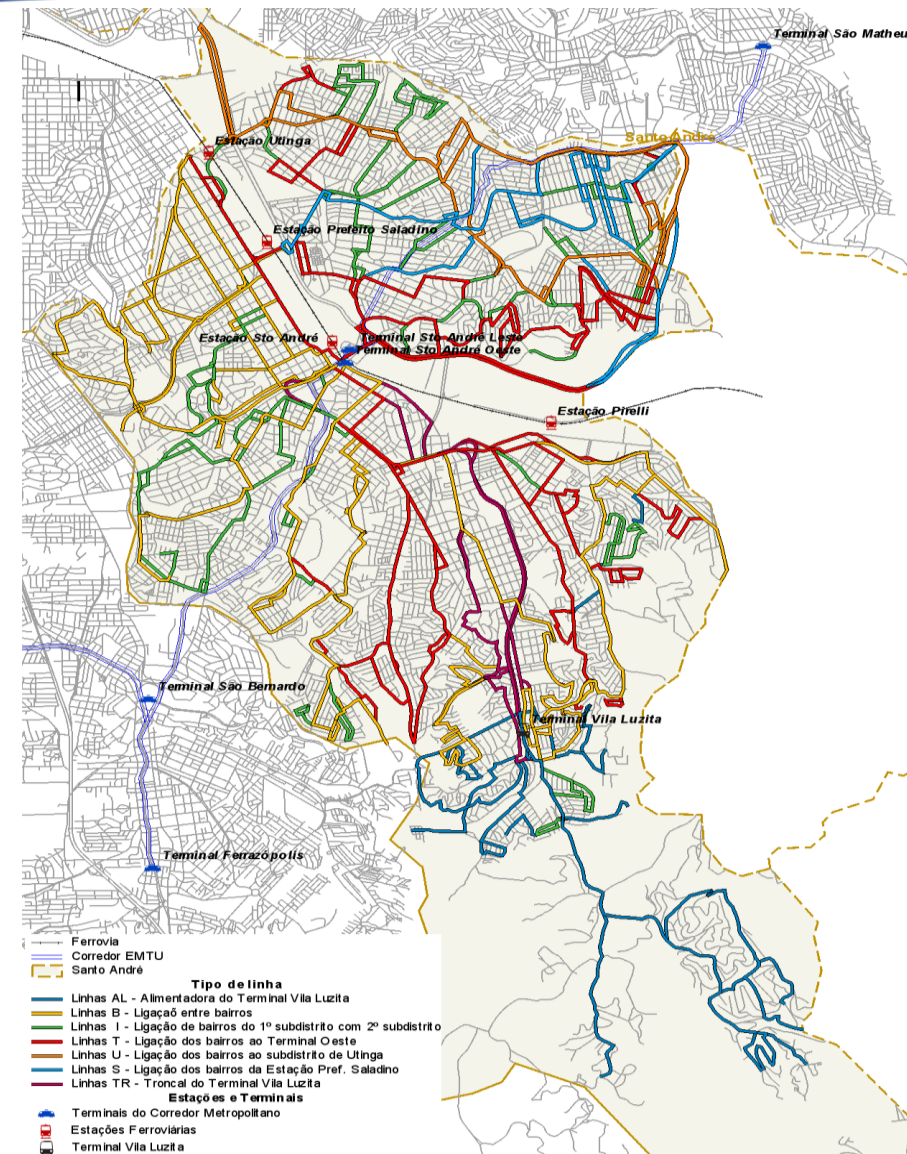 Terminal São Matheu
Santo André
Estação Utinga
Estação Prefeito Saladino
Estação Sto André
Terminal Sto André Leste
Terminal Sto André Oeste
Estação Pirelli
Terminal São Bernardo
Terminal Vila Luzita
Terminal Ferrazópolis
Ferrovia
Corredor EMTU
Santo André
Tipo de linha
Linhas AL - Alimentadora do Terminal Vila Luzita
Linhas B - Ligaçaõ entre bairros
Linhas I - Ligação de bairros do 1º subdistrito com 2º subdistrito
Linhas T - Ligação dos bairros ao Terminal Oeste
Linhas U - Ligação dos bairros ao subdistrito de Utinga
Linhas S - Ligação dos bairros da Estação Pref. Saladino
Linhas TR - Troncal do Terminal Vila Luzita
Estações e Terminais
Terminais do Corredor Metropolitano
Estações Ferroviárias
Terminal Vila Luzita